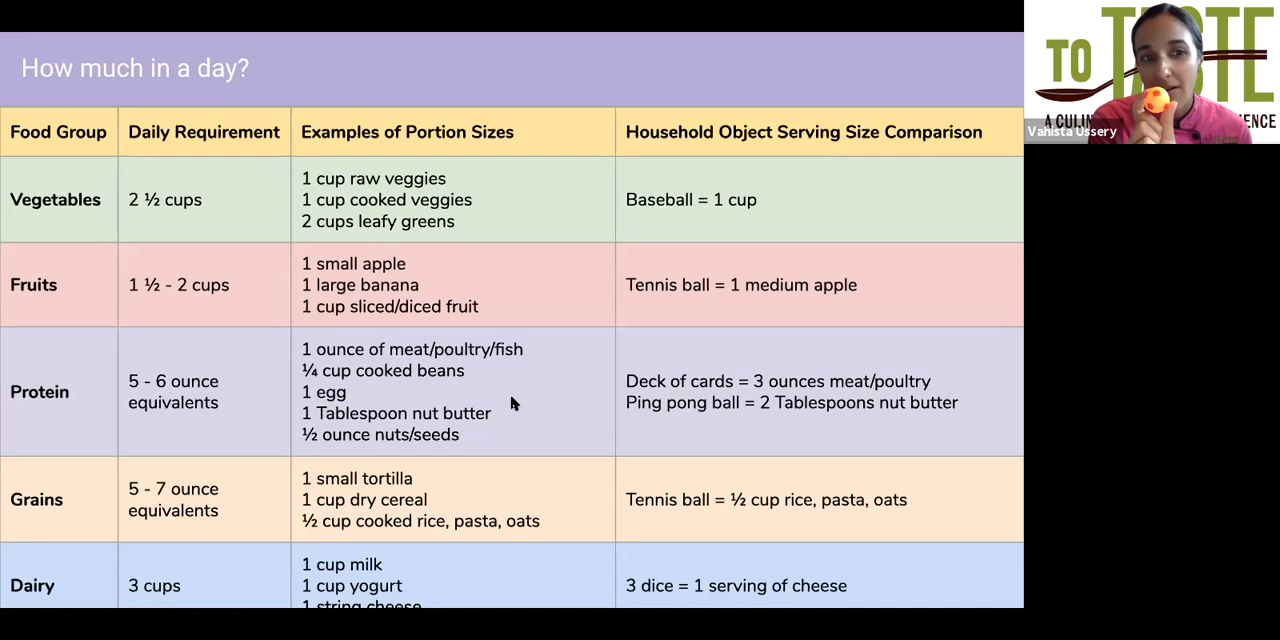 How much in a day?
Food Group Daily Requirement Examples of Portion Sizes Household Object Serving Size Comparison
Vegetables
2 ½ cups
1 cup raw veggies
1 cup cooked veggies
2 cups leafy greens
Baseball = 1 cup
Fruits
1 ½ - 2 cups
1 small apple
1 large banana
1 cup sliced/diced fruit
Tennis ball = 1 medium apple
Protein
5 - 6 ounce
equivalents
1 ounce of meat/poultry/fish
¼ cup cooked beans
1 egg
1 Tablespoon nut butter
½ ounce nuts/seeds
Deck of cards = 3 ounces meat/poultry
Ping pong ball = 2 Tablespoons nut butter
Grains
5 - 7 ounce
equivalents
1 small tortilla
1 cup dry cereal
½ cup cooked rice, pasta, oats
Tennis ball = ½ cup rice, pasta, oats
Dairy
3 cups
1 cup milk
1 cup yogurt
1 string cheese
3 dice = 1 serving of cheese
TO TASTE
Vahista Ussery